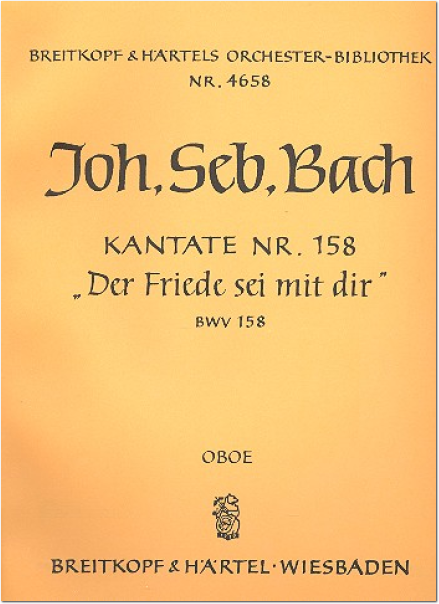 BREITKOPF & HÄRTELS ORCHESTER-BIBLIOTHEK
NR. 4658
Joh. Seb. Bach
KANTATE NR. 158
„Der Friede sei mit dir"
BWV 158
OBOE
BREITKOPF & HÄRTEL · WIESBADEN